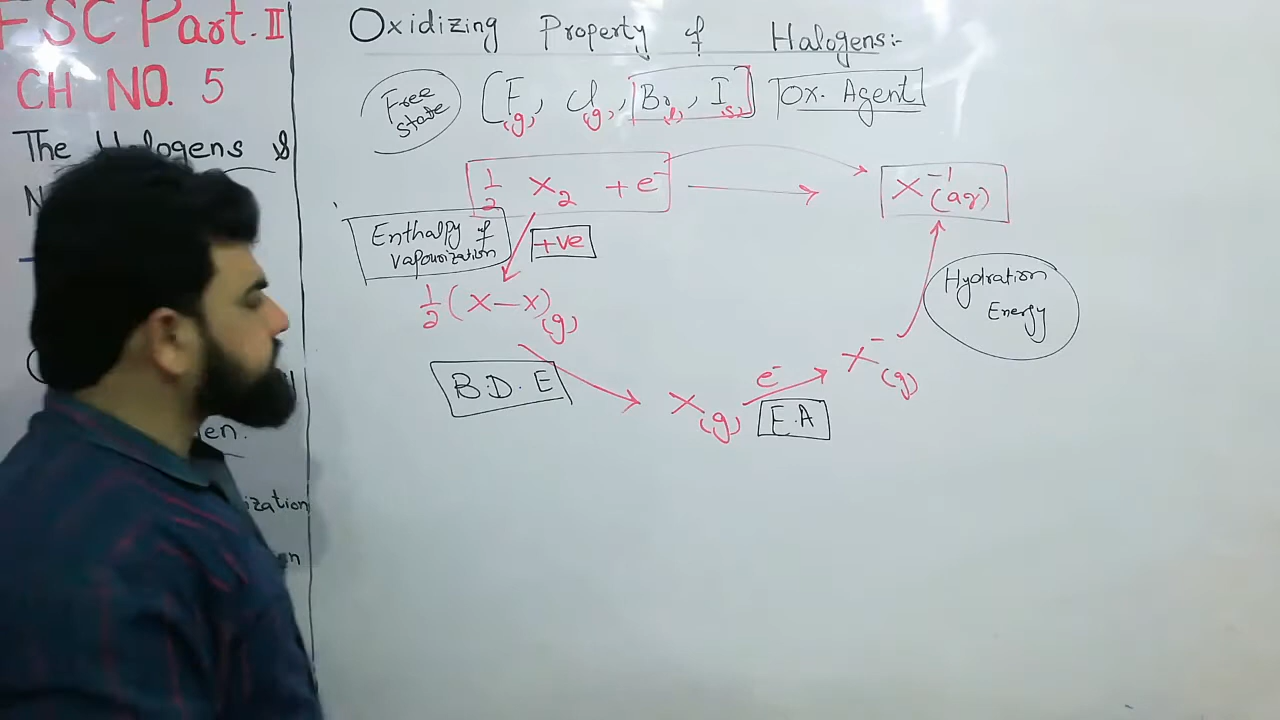 FSC Part.II
CH NO. 5
The Halogens &
en.
ization
Oxidizing Property of Halogens:-
Free state
[F(g), Cl(g), Br(l), I(s)] Ox. Agent
1/2 X2 + e- → X-1(aq)
Enthalpy of vapourization
+ve
1/2 (X—X)(g)
Hydration Energy
B.D.E
X(g)
e-
E.A
X-(g)